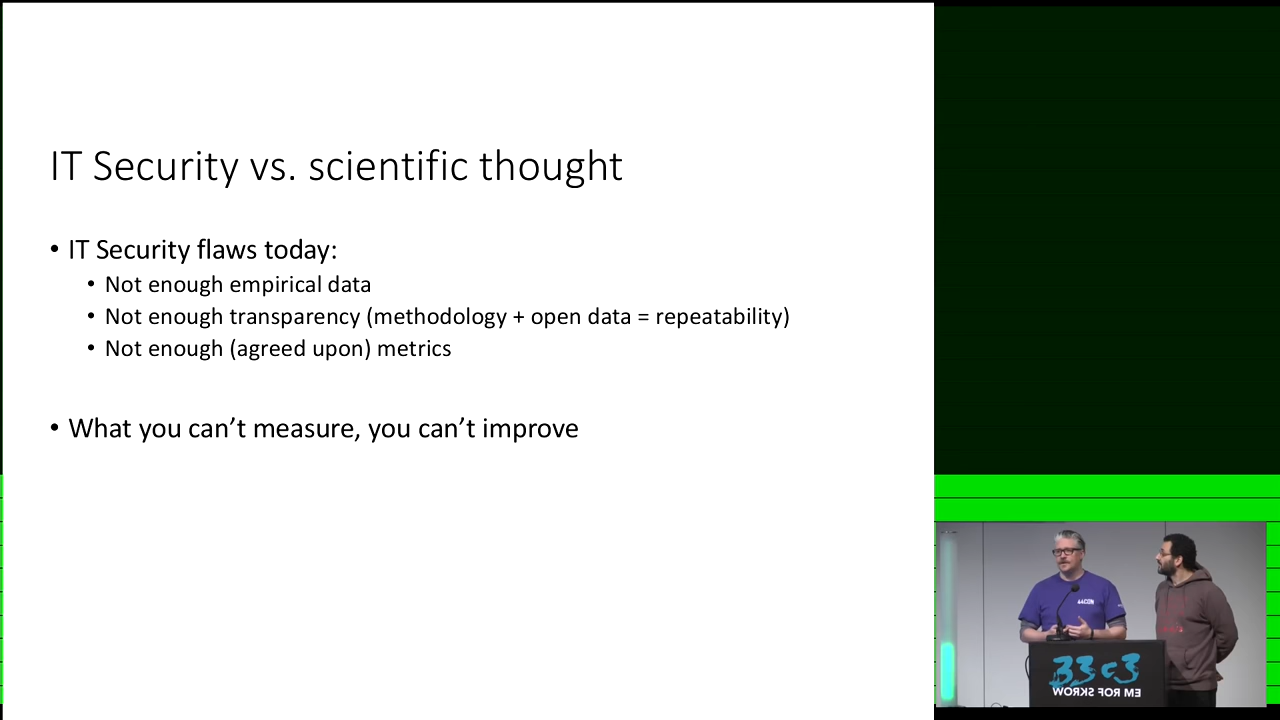 IT Security vs. scientific thought
• IT Security flaws today:
• Not enough empirical data
• Not enough transparency (methodology + open data = repeatability)
• Not enough (agreed upon) metrics
• What you can’t measure, you can’t improve
44CON
33c3
WORKS FOR ME